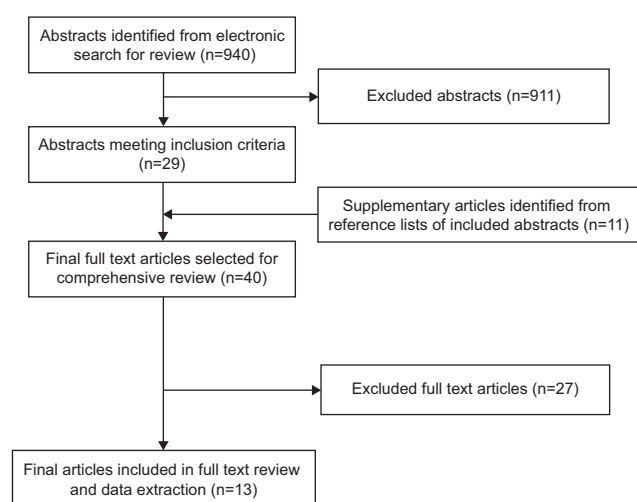 Abstracts identified from electronic
search for review (n=940)
Excluded abstracts (n=911)
Abstracts meeting inclusion criteria
(n=29)
Supplementary articles identified from
reference lists of included abstracts (n=11)
Final full text articles selected for
comprehensive review (n=40)
Excluded full text articles (n=27)
Final articles included in full text review
and data extraction (n=13)